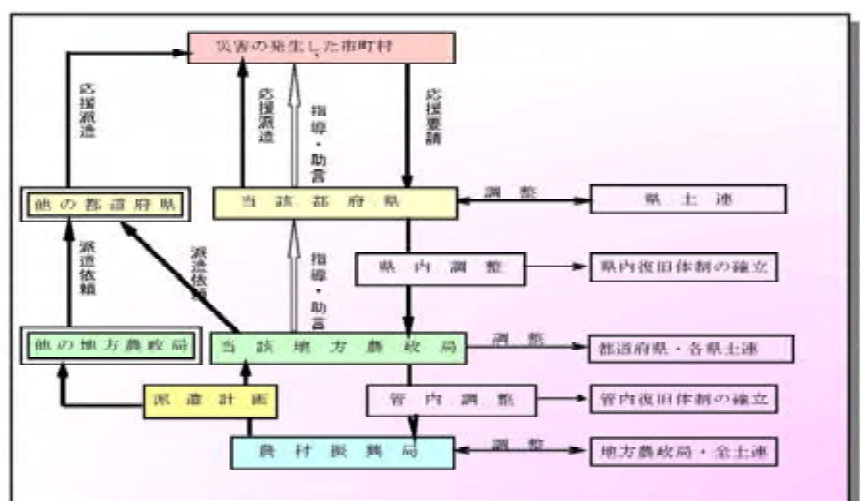 災害の発生した市町村
応援派遣
応援派遣
指導・助言
応援要請
他の都道府県
当該都府県
調整
県土連
派遣依頼
派遣依頼
指導・助言
県内調整
県内復旧体制の確立
他の地方農政局
当該地方農政局
調整
都道府県・各県土連
派遣計画
管内調整
管内復旧体制の確立
農村振興局
調整
地方農政局・全土連